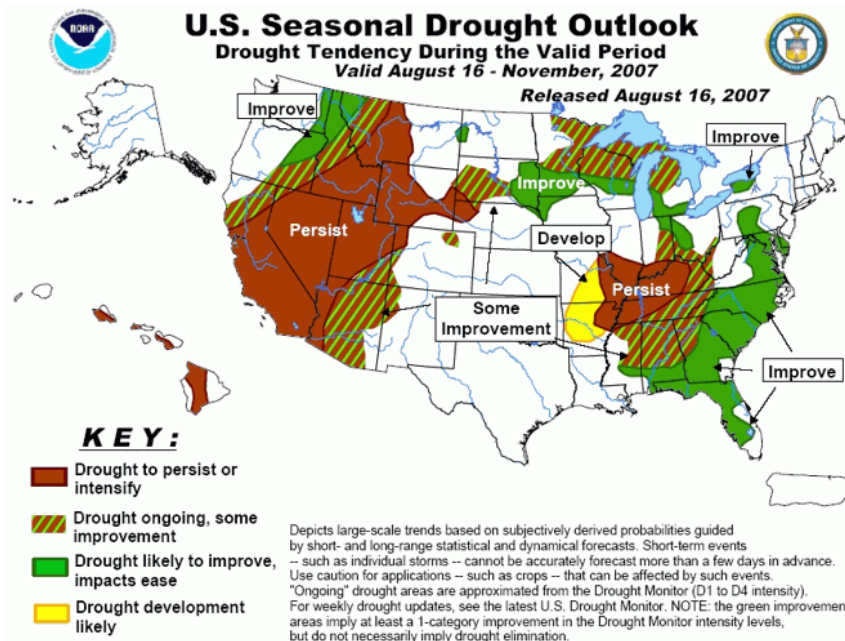 NOAA
U.S. Seasonal Drought Outlook
Drought Tendency During the Valid Period
Valid August 16 - November, 2007
Released August 16, 2007
Improve
Improve
Improve
Persist
Develop
Persist
Some
Improvement
Improve
KEY:
Drought to persist or
intensify
Drought ongoing, some
improvement
Drought likely to improve,
impacts ease
Drought development
likely
Depicts large-scale trends based on subjectively derived probabilities guided
by short- and long-range statistical and dynamical forecasts. Short-term events
-- such as individual storms -- cannot be accurately forecast more than a few days in advance.
Use caution for applications -- such as crops -- that can be affected by such events.
"Ongoing" drought areas are approximated from the Drought Monitor (D1 to D4 intensity).
For weekly drought updates, see the latest U.S. Drought Monitor. NOTE: the green improvement
areas imply at least a 1-category improvement in the Drought Monitor intensity levels,
but do not necessarily imply drought elimination.